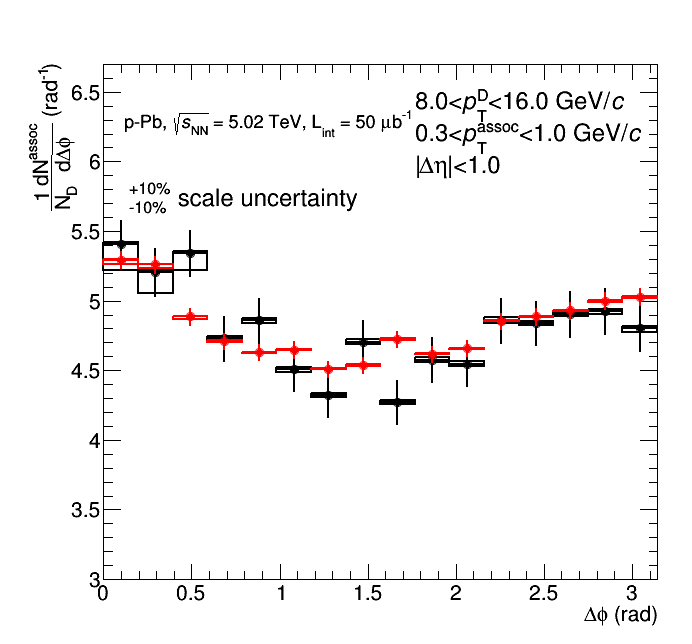 8.0<p_T^D<16.0 GeV/c
p-Pb, √s_NN = 5.02 TeV, L_int = 50 μb^-1
0.3<p_T^assoc<1.0 GeV/c
|Δη|<1.0
+10%
-10% scale uncertainty
1 dN^assoc
N_D dΔφ (rad^-1)
6.5
6
5.5
5
4.5
4
3.5
3
0 0.5 1 1.5 2 2.5 3
Δφ (rad)